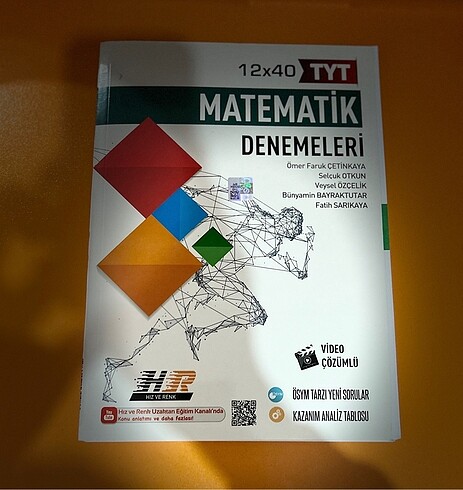 12x40 TYT
MATEMATİK
DENEMELERİ
Ömer Faruk ÇETİNKAYA
Selçuk OTKUN
Veysel ÖZÇELİK
Bünyamin BAYRAKTUTAR
Fatih SARIKAYA
VİDEO
ÇÖZÜMLÜ
HR
HIZ VE RENK
ÖSYM TARZI YENİ SORULAR
Hız ve Renk Uzaktan Eğitim Kanalı'nda
Konu anlatımı ve daha fazlası!
KAZANIM ANALİZ TABLOSU